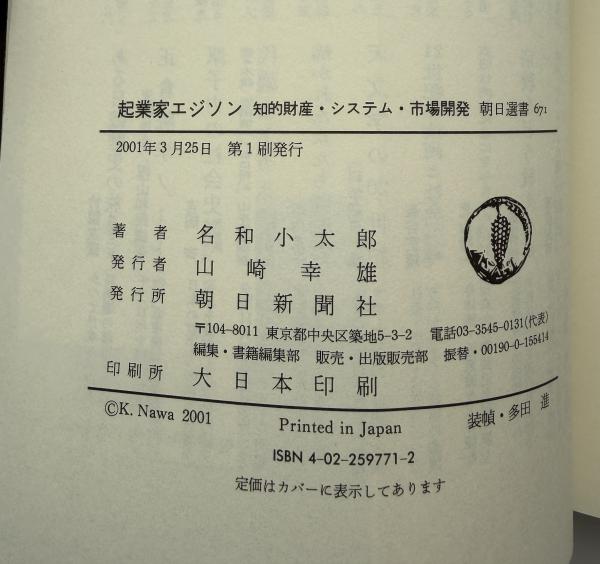 起業家エジソン 知的財産・システム・市場開発 朝日選書 671
2001年3月25日 第1刷発行
著者 名和小太郎
発行者 山崎幸雄
発行所 朝日新聞社
〒104-8011 東京都中央区築地5-3-2 電話03-3545-0131(代表)
編集・書籍編集部 販売・出版販売部 振替・00190-0-155414
印刷所 大日本印刷
©K. Nawa 2001 Printed in Japan 装幀・多田 進
ISBN 4-02-259771-2
定価はカバーに表示してあります